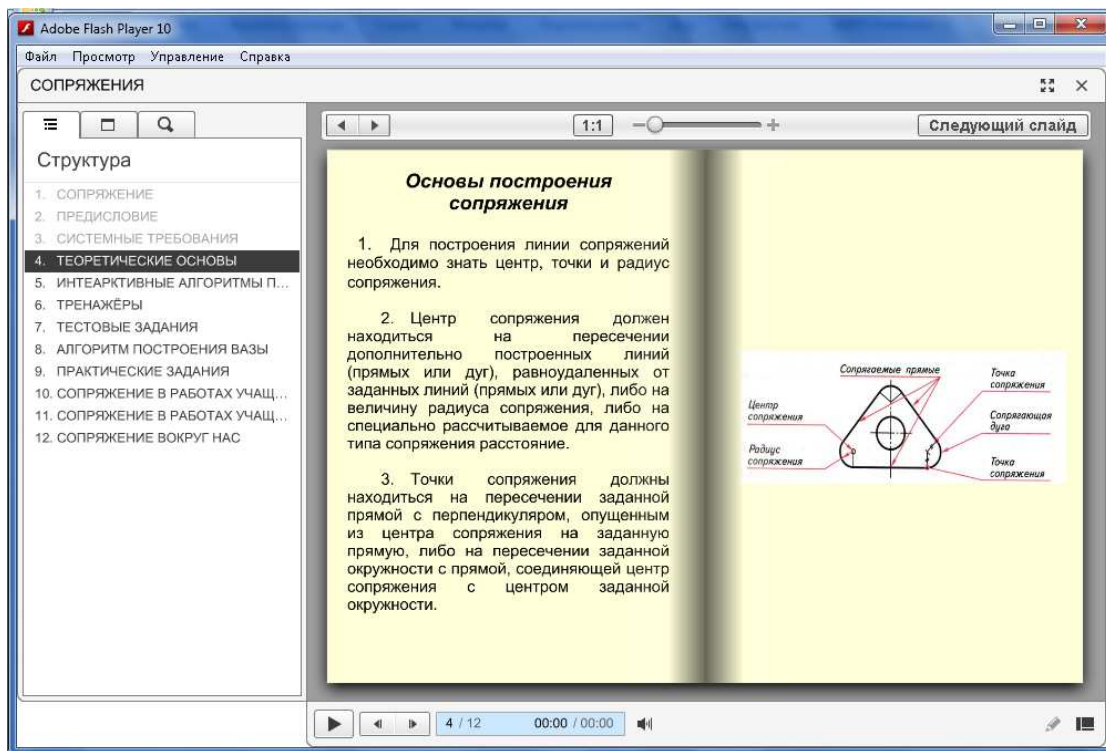 Adobe Flash Player 10
Файл Просмотр Управление Справка
СОПРЯЖЕНИЯ
Структура
1. СОПРЯЖЕНИЕ
2. ПРЕДИСЛОВИЕ
3. СИСТЕМНЫЕ ТРЕБОВАНИЯ
4. ТЕОРЕТИЧЕСКИЕ ОСНОВЫ
5. ИНТЕАРКТИВНЫЕ АЛГОРИТМЫ П...
6. ТРЕНАЖЁРЫ
7. ТЕСТОВЫЕ ЗАДАНИЯ
8. АЛГОРИТМ ПОСТРОЕНИЯ ВАЗЫ
9. ПРАКТИЧЕСКИЕ ЗАДАНИЯ
10. СОПРЯЖЕНИЕ В РАБОТАХ УЧАЩ...
11. СОПРЯЖЕНИЕ В РАБОТАХ УЧАЩ...
12. СОПРЯЖЕНИЕ ВОКРУГ НАС
1:1
Следующий слайд
Основы построения
сопряжения
1. Для построения линии сопряжений
необходимо знать центр, точки и радиус
сопряжения.
2. Центр сопряжения должен
находиться на пересечении
дополнительно построенных линий
(прямых или дуг), равноудаленных от
заданных линий (прямых или дуг), либо на
величину радиуса сопряжения, либо на
специально рассчитываемое для данного
типа сопряжения расстояние.
3. Точки сопряжения должны
находиться на пересечении заданной
прямой с перпендикуляром, опущенным
из центра сопряжения на заданную
прямую, либо на пересечении заданной
окружности с прямой, соединяющей центр
сопряжения с центром заданной
окружности.
Сопрягаемые прямые
Точка
сопряжения
Центр
сопряжения
Сопрягающая
дуга
Радиус
сопряжения
Точка
сопряжения
4 / 12 00:00 / 00:00